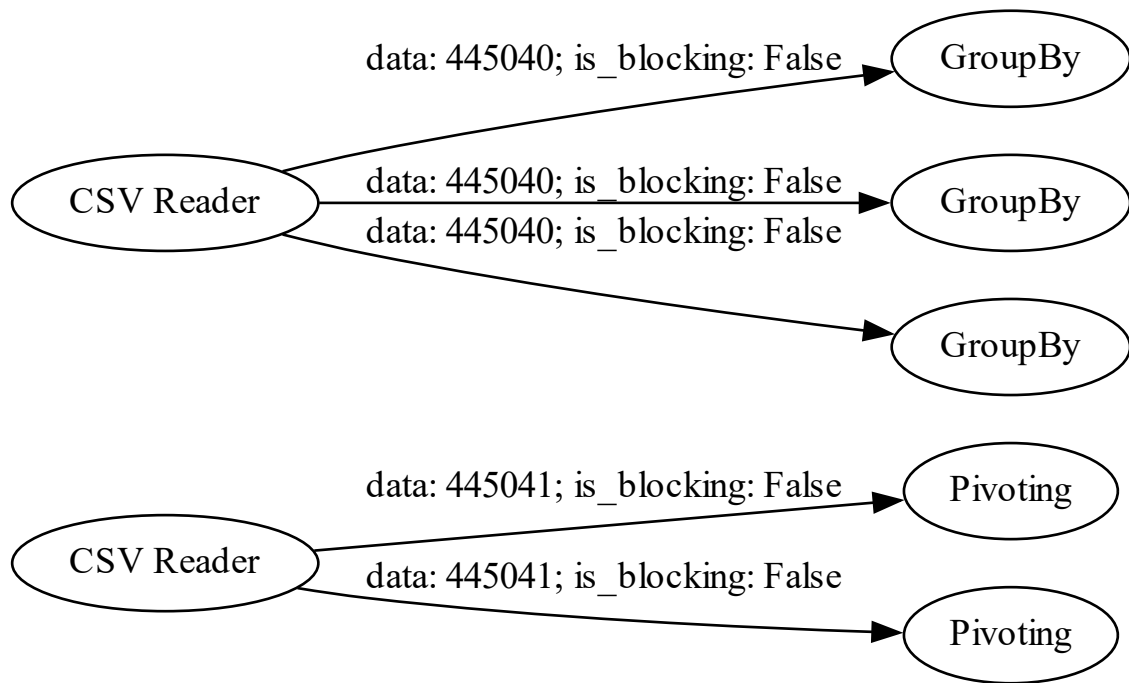 data: 445040; is_blocking: False
GroupBy
CSV Reader
data: 445040; is_blocking: False
GroupBy
data: 445040; is_blocking: False
GroupBy
data: 445041; is_blocking: False
Pivoting
CSV Reader
data: 445041; is_blocking: False
Pivoting